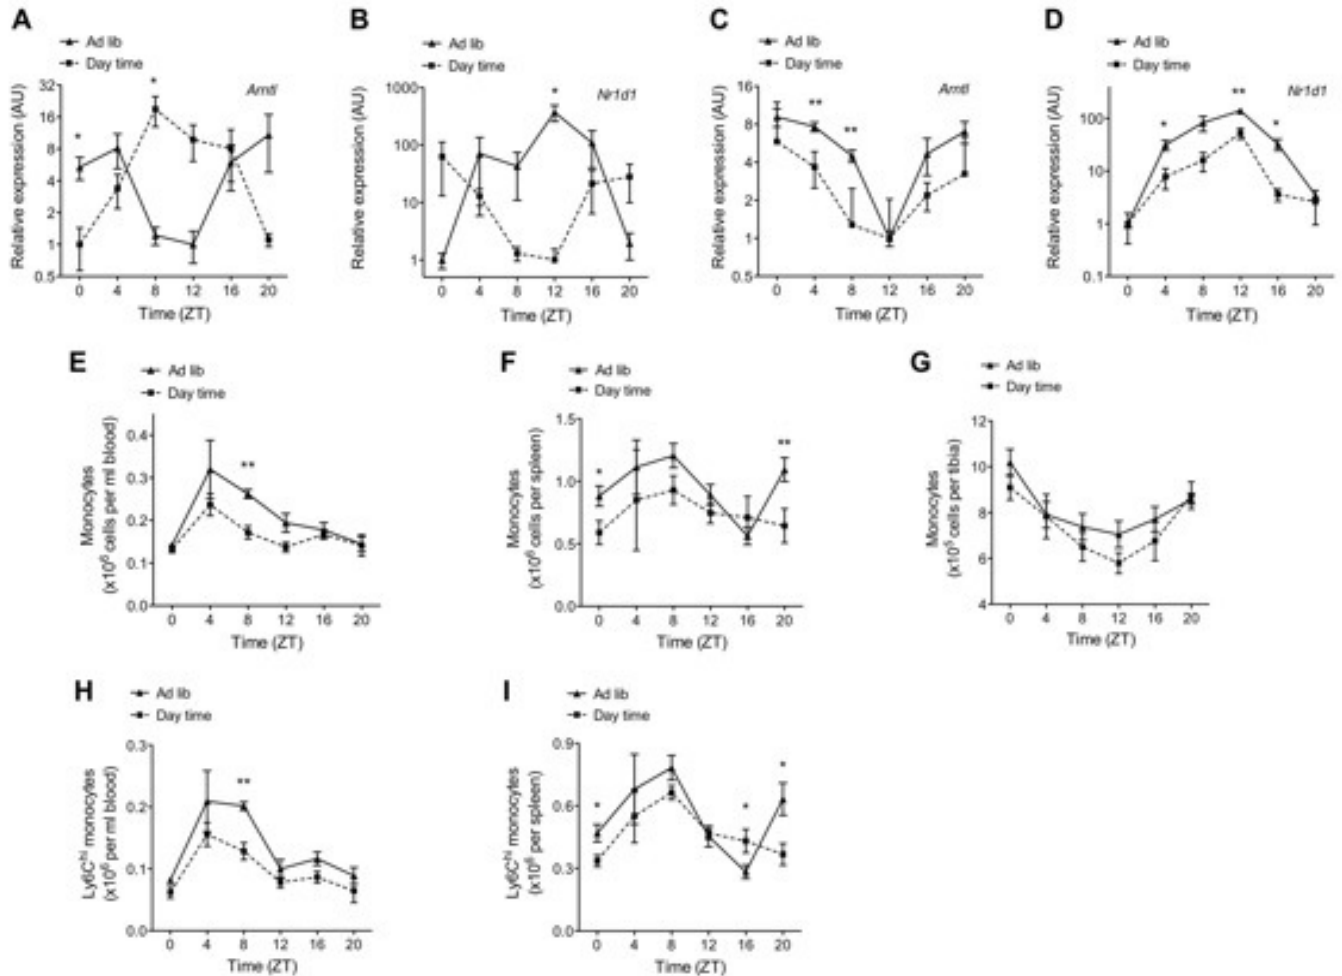 A
Ad lib
Day time
Arntl
Relative expression (AU)
32
16
8
4
2
1
0.5
*
*
0 4 8 12 16 20
Time (ZT)
B
Ad lib
Day time
Nr1d1
Relative expression (AU)
1000
100
10
1
*
0 4 8 12 16 20
Time (ZT)
C
Ad lib
Day time
Arntl
Relative expression (AU)
16
8
4
2
1
0.5
**
**
0 4 8 12 16 20
Time (ZT)
D
Ad lib
Day time
Nr1d1
Relative expression (AU)
100
10
1
0.1
*
**
*
0 4 8 12 16 20
Time (ZT)
E
Ad lib
Day time
Monocytes
(x10⁶ cells per ml blood)
0.4
0.3
0.2
0.1
0.0
**
0 4 8 12 16 20
Time (ZT)
F
Ad lib
Day time
Monocytes
(x10⁶ cells per spleen)
1.5
1.0
0.5
0.0
*
**
0 4 8 12 16 20
Time (ZT)
G
Ad lib
Day time
Monocytes
(x10⁵ cells per tibia)
12
10
8
6
4
0 4 8 12 16 20
Time (ZT)
H
Ad lib
Day time
Ly6Cʰⁱ monocytes
(x10⁶ per ml blood)
0.3
0.2
0.1
0.0
**
0 4 8 12 16 20
Time (ZT)
I
Ad lib
Day time
Ly6Cʰⁱ monocytes
(x10⁶ per spleen)
0.9
0.6
0.3
0.0
*
*
*
0 4 8 12 16 20
Time (ZT)